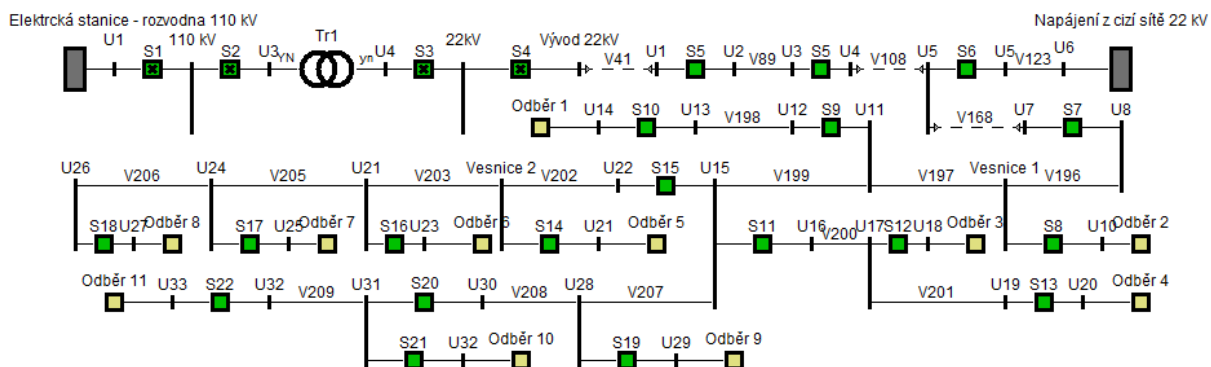 Elektrcká stanice - rozvodna 110 kV
Napájení z cizí sítě 22 kV
U1 S1 110 kV S2 U3 YN Tr1 yn U4 S3 22kV S4 Vývod 22kV V41 U1 S5 U2 V89 U3 S5 U4 V108 U5 S6 U5 V123 U6
Odběr 1 U14 S10 U13 V198 U12 S9 U11 V168 U7 S7 U8
U26 V206 U24 V205 U21 V203 Vesnice 2 V202 U22 S15 U15 V199 V197 Vesnice 1 V196
S18 U27 Odběr 8 S17 U25 Odběr 7 S16 U23 Odběr 6 S14 U21 Odběr 5 S11 U16 V200 U17 S12 U18 Odběr 3 S8 U10 Odběr 2
Odběr 11 U33 S22 U32 V209 U31 S20 U30 V208 U28 V207 V201 U19 S13 U20 Odběr 4
S21 U32 Odběr 10 S19 U29 Odběr 9